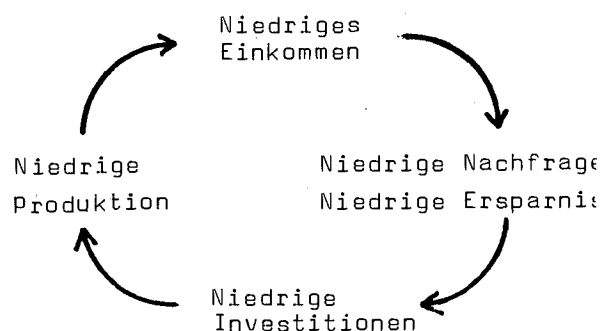 Niedriges
Einkommen
Niedrige Nachfrage
Niedrige Ersparnis
Niedrige
Investitionen
Niedrige
Produktion